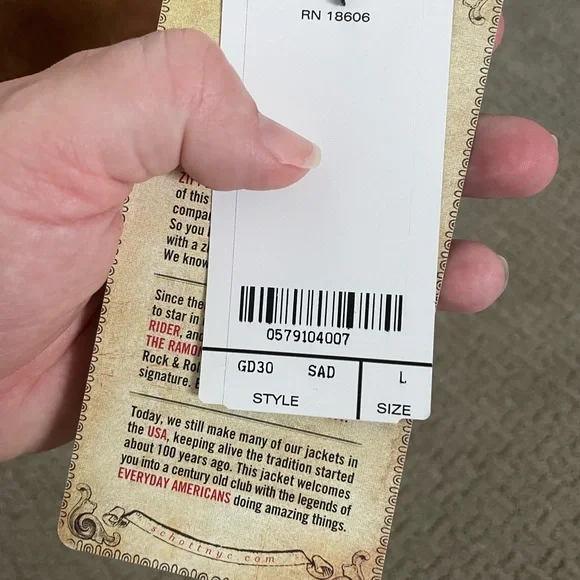 RN 18606
of this
So you
with a
We know
0579104007
GD30 SAD L
STYLE SIZE
Since the
to star in
RIDER, and
THE RAMO
Rock & Rol
signature.
Today, we still make many of our jackets in
the USA, keeping alive the tradition started
about 100 years ago. This jacket welcomes
you into a century old club with the legends of
EVERYDAY AMERICANS doing amazing things.
schottnyc.com